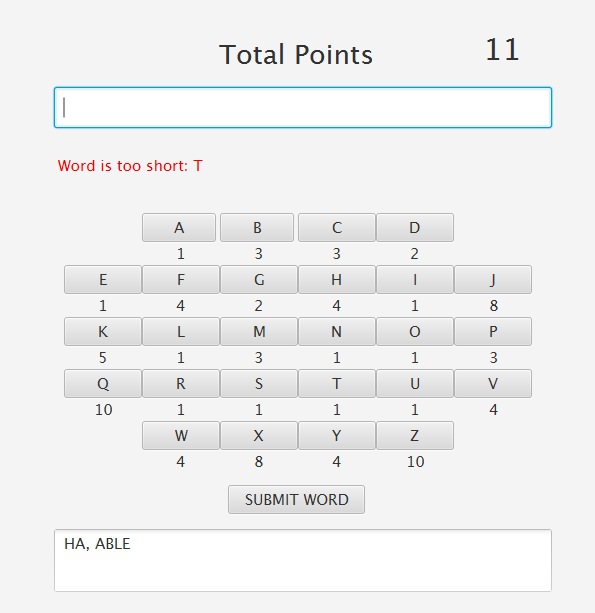 Total Points 11
Word is too short: T
A B C D
1 3 3 2
E F G H I J
1 4 2 4 1 8
K L M N O P
5 1 3 1 1 3
Q R S T U V
10 1 1 1 1 4
W X Y Z
4 8 4 10
SUBMIT WORD
HA, ABLE